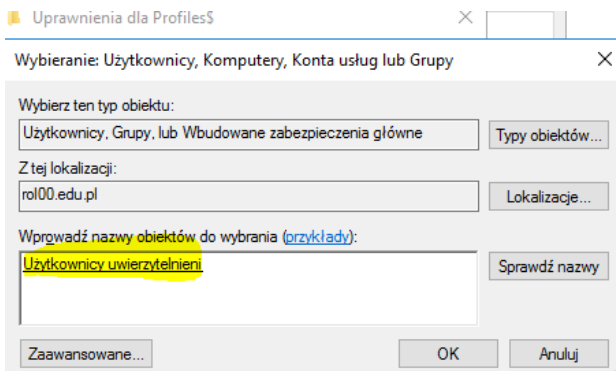 Uprawnienia dla Profiles$
Wybieranie: Użytkownicy, Komputery, Konta usług lub Grupy
Wybierz ten typ obiektu:
Użytkownicy, Grupy, lub Wbudowane zabezpieczenia główne
Typy obiektów...
Z tej lokalizacji:
rol00.edu.pl
Lokalizacje...
Wprowadź nazwy obiektów do wybrania (przykłady):
Użytkownicy uwierzytelnieni
Sprawdź nazwy
Zaawansowane...
OK
Anuluj